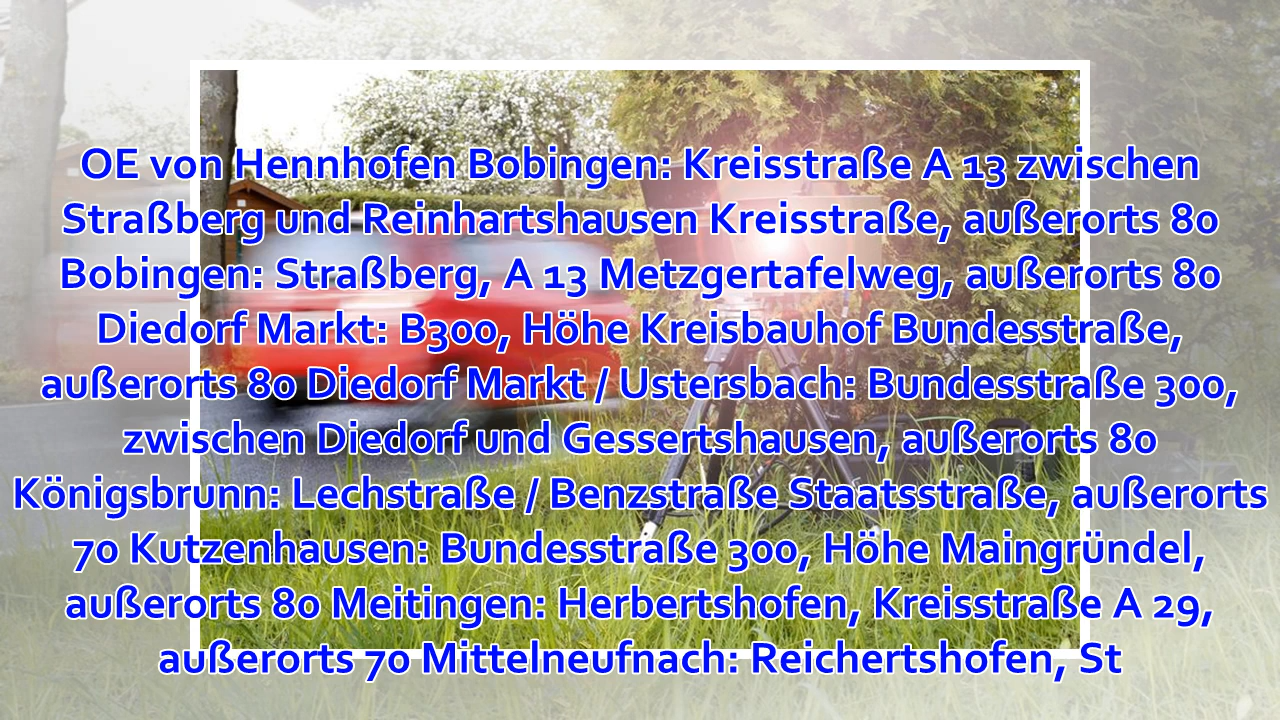 OE von Hennhofen Bobingen: Kreisstraße A 13 zwischen
Straßberg und Reinhartshausen Kreisstraße, außerorts 80
Bobingen: Straßberg, A 13 Metzgertafelweg, außerorts 80
Diedorf Markt: B300, Höhe Kreisbauhof Bundesstraße,
außerorts 80 Diedorf Markt / Ustersbach: Bundesstraße 300,
zwischen Diedorf und Gessertshausen, außerorts 80
Königsbrunn: Lechstraße / Benzstraße Staatsstraße, außerorts
70 Kutzenhausen: Bundesstraße 300, Höhe Maingründel,
außerorts 80 Meitingen: Herbertshofen, Kreisstraße A 29,
außerorts 70 Mittelneufnach: Reichertshofen, St